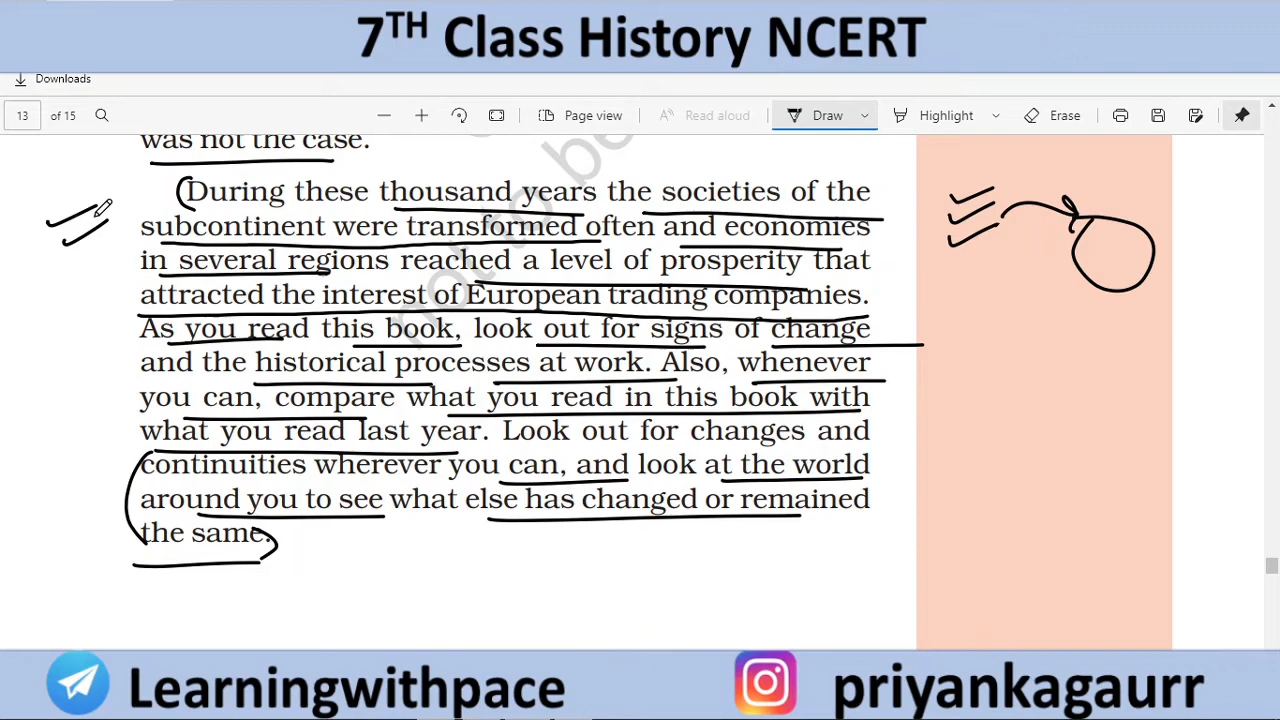 7TH Class History NCERT
Downloads
13 of 15 Page view Read aloud Draw Highlight Erase
was not the case.
During these thousand years the societies of the
subcontinent were transformed often and economies
in several regions reached a level of prosperity that
attracted the interest of European trading companies.
As you read this book, look out for signs of change
and the historical processes at work. Also, whenever
you can, compare what you read in this book with
what you read last year. Look out for changes and
continuities wherever you can, and look at the world
around you to see what else has changed or remained
the same.
not to be
Learningwithpace priyankagaurr